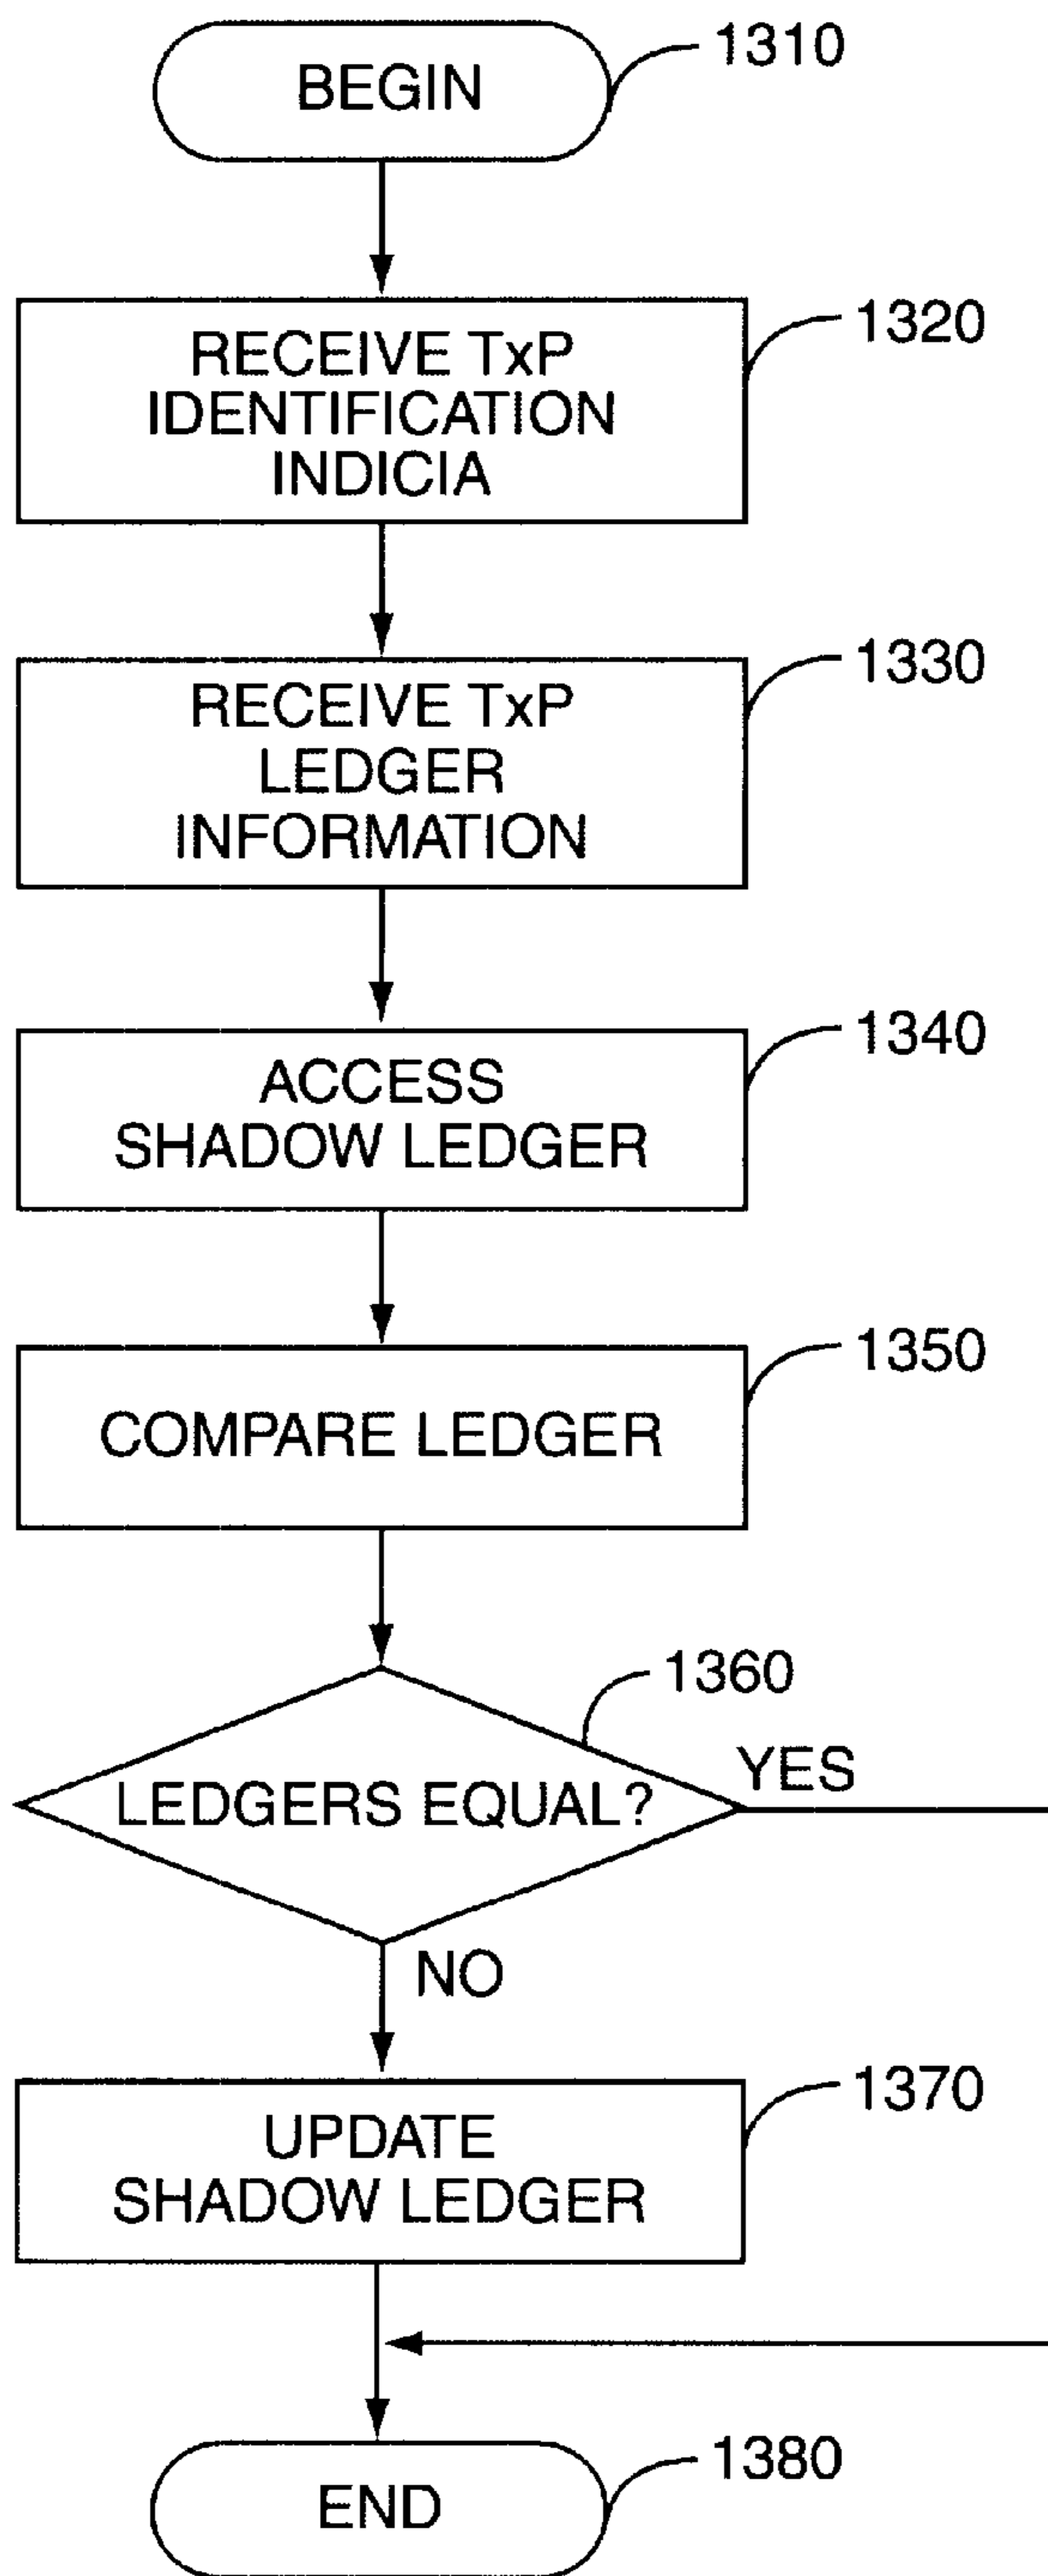 BEGIN
1310
RECEIVE TxP
IDENTIFICATION
INDICIA
1320
RECEIVE TxP
LEDGER
INFORMATION
1330
ACCESS
SHADOW LEDGER
1340
COMPARE LEDGER
1350
LEDGERS EQUAL?
1360
YES
NO
UPDATE
SHADOW LEDGER
1370
END
1380